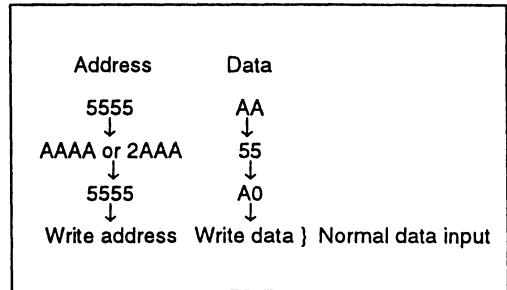 Address Data
5555 AA
↓ ↓
AAAA or 2AAA 55
↓ ↓
5555 A0
↓ ↓
Write address Write data } Normal data input